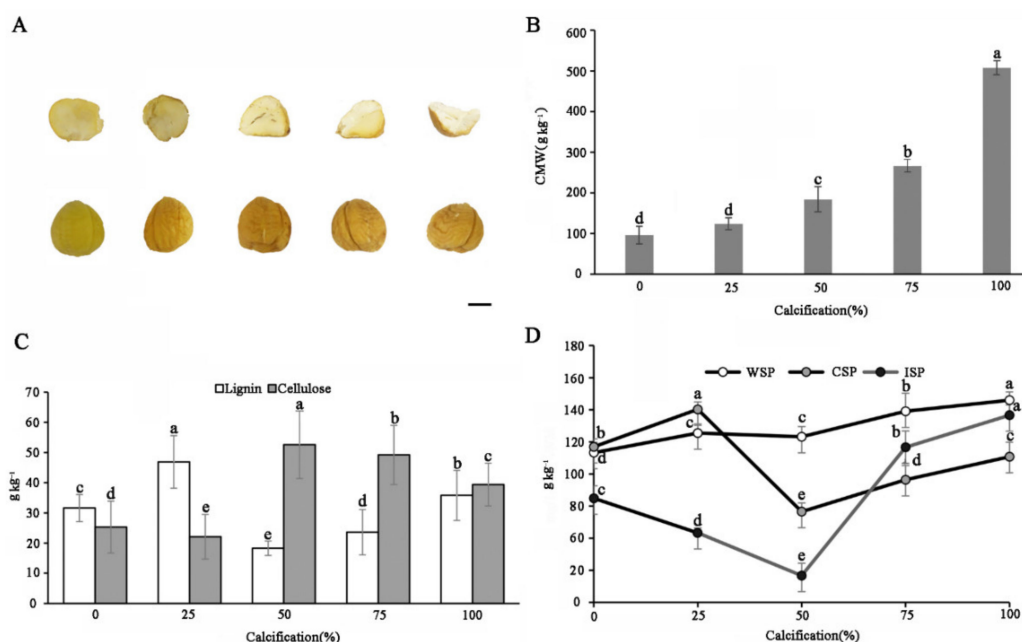 A
B
CMW( g kg⁻¹)
600
500
400
300
200
100
0
d
d
c
b
a
0
25
50
75
100
Calcification(%)
C
Lignin
Cellulose
g kg⁻¹
70
60
50
40
30
20
10
0
c
d
a
e
e
a
d
b
b
c
0
25
50
75
100
Calcification(%)
D
WSP
CSP
ISP
g kg⁻¹
180
160
140
120
100
80
60
40
20
0
b
d
c
a
c
d
c
e
e
b
b
d
a
a
c
0
25
50
75
100
Calcification(%)